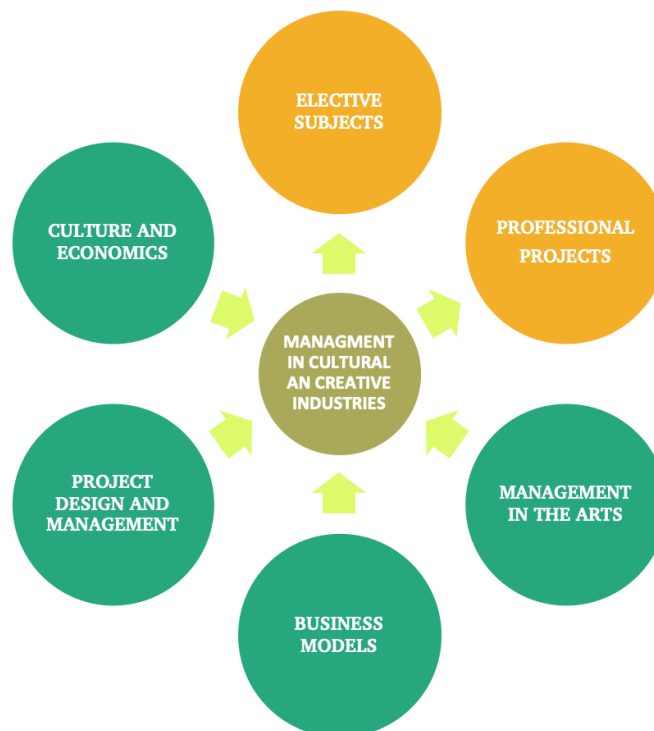 ELECTIVE
SUBJECTS
CULTURE AND
ECONOMICS
PROFESSIONAL
PROJECTS
MANAGMENT
IN CULTURAL
AN CREATIVE
INDUSTRIES
PROJECT
DESIGN AND
MANAGEMENT
MANAGEMENT
IN THE ARTS
BUSINESS
MODELS